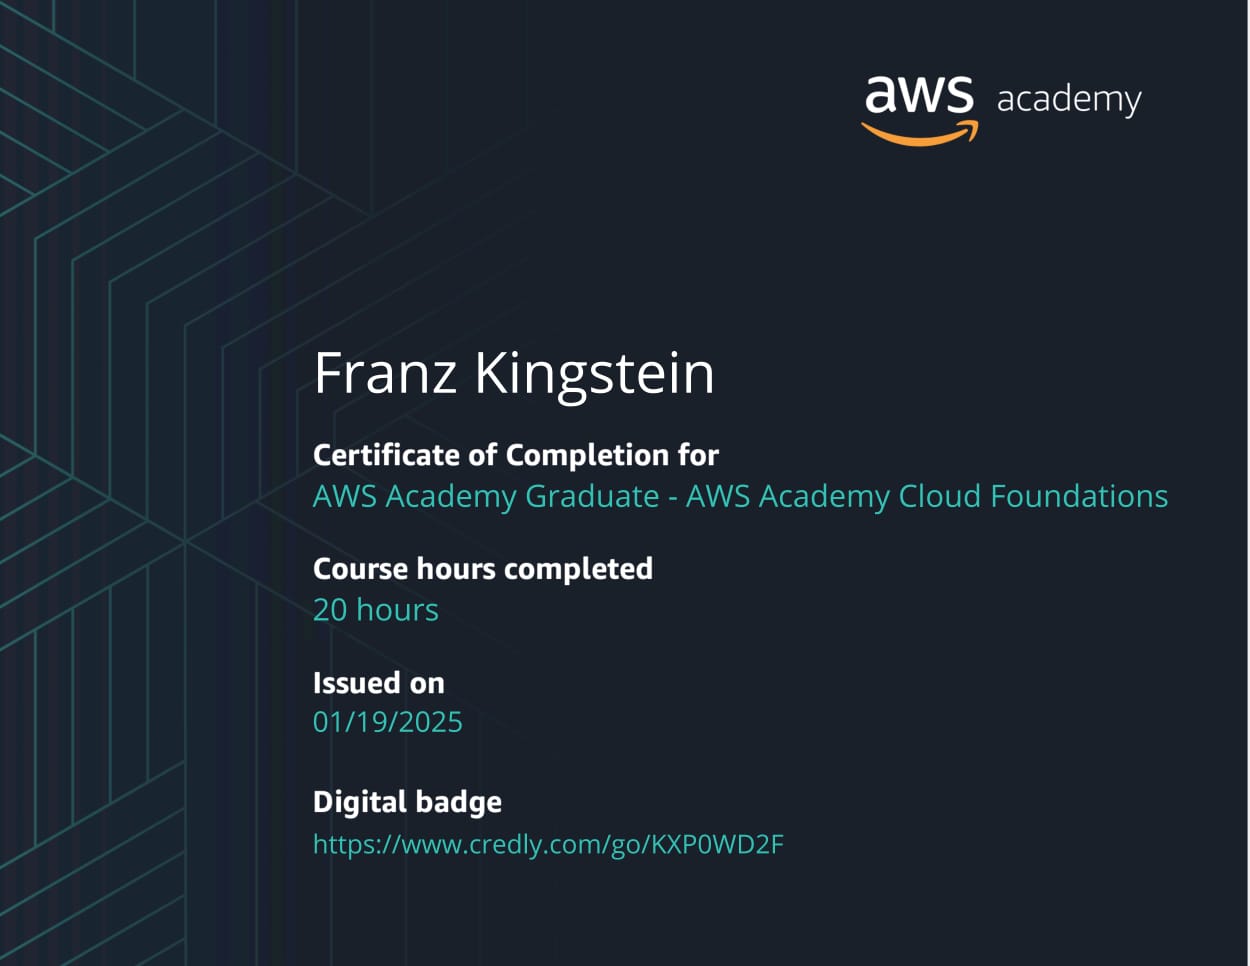 aws academy
Franz Kingstein
Certificate of Completion for
AWS Academy Graduate - AWS Academy Cloud Foundations
Course hours completed
20 hours
Issued on
01/19/2025
Digital badge
https://www.credly.com/go/KXP0WD2F